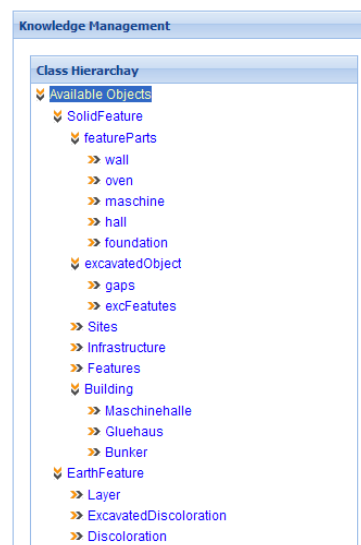 Knowledge Management
Class Hierarchay
Available Objects
SolidFeature
featureParts
wall
oven
maschine
hall
foundation
excavatedObject
gaps
excFeatutes
Sites
Infrastructure
Features
Building
Maschinehalle
Gluehaus
Bunker
EarthFeature
Layer
ExcavatedDiscoloration
Discoloration